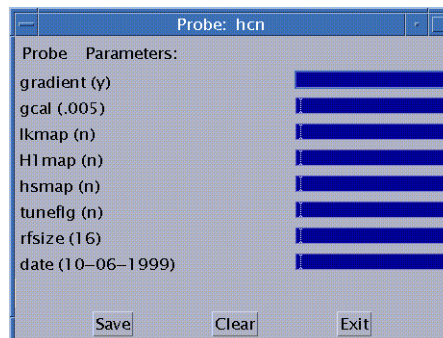 Probe: hcn
Probe Parameters:
gradient (y)
gcal (.005)
lkmap (n)
H1map (n)
hsmap (n)
tuneflg (n)
rfsize (16)
date (10-06-1999)
Save Clear Exit